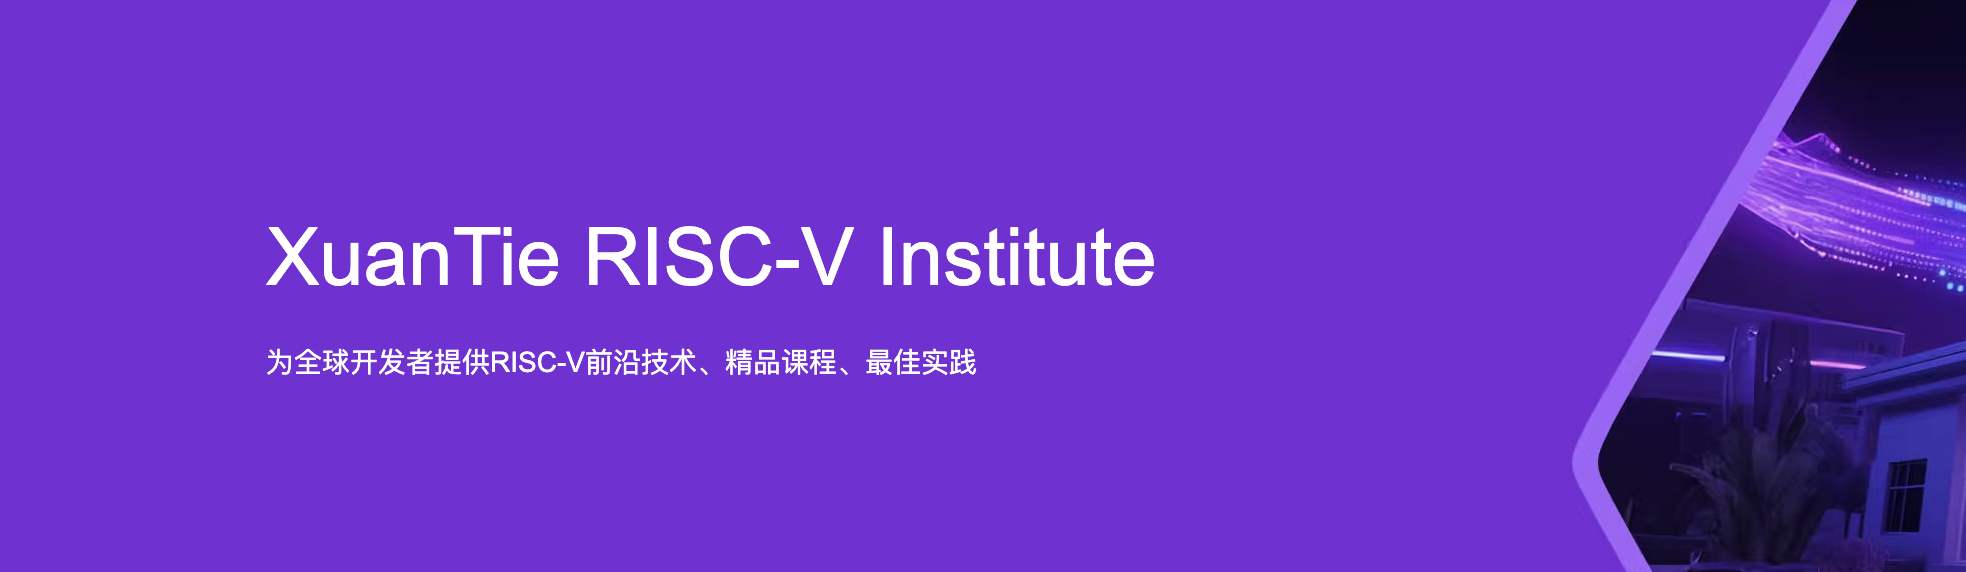 XuanTie RISC-V Institute
为全球开发者提供RISC-V前沿技术、精品课程、最佳实践